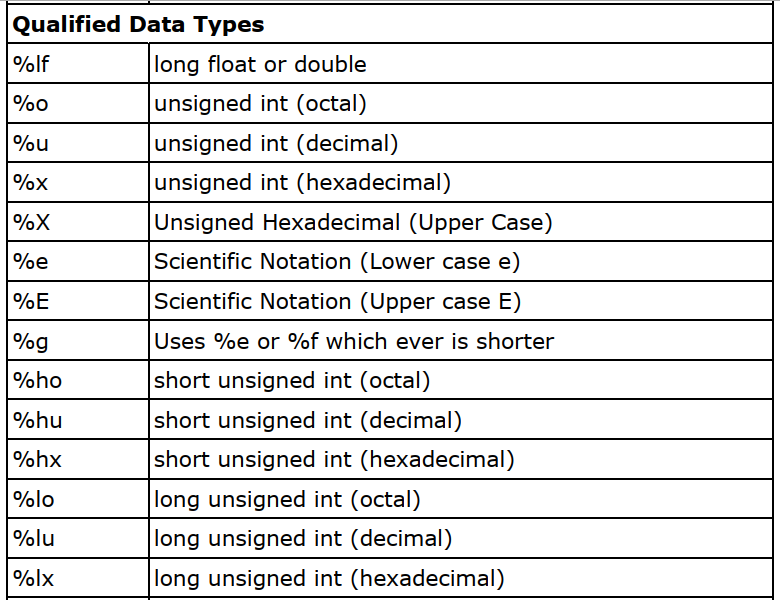 Qualified Data Types
%lf long float or double
%o unsigned int (octal)
%u unsigned int (decimal)
%x unsigned int (hexadecimal)
%X Unsigned Hexadecimal (Upper Case)
%e Scientific Notation (Lower case e)
%E Scientific Notation (Upper case E)
%g Uses %e or %f which ever is shorter
%ho short unsigned int (octal)
%hu short unsigned int (decimal)
%hx short unsigned int (hexadecimal)
%lo long unsigned int (octal)
%lu long unsigned int (decimal)
%lx long unsigned int (hexadecimal)